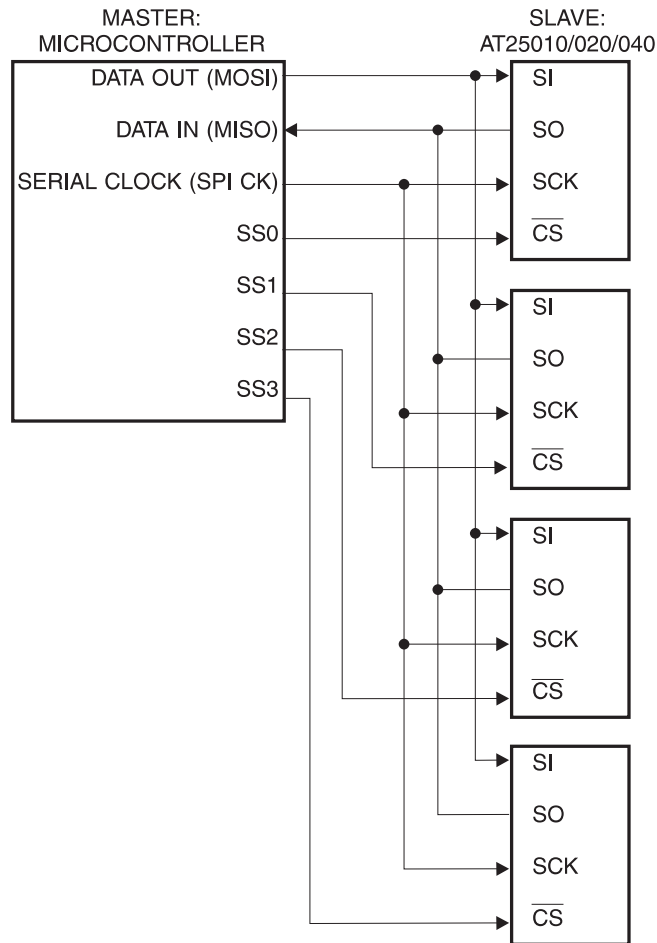 MASTER:
MICROCONTROLLER
DATA OUT (MOSI)
DATA IN (MISO)
SERIAL CLOCK (SPI CK)
SS0
SS1
SS2
SS3
SLAVE:
AT25010/020/040
SI
SO
SCK
CS
SI
SO
SCK
CS
SI
SO
SCK
CS
SI
SO
SCK
CS